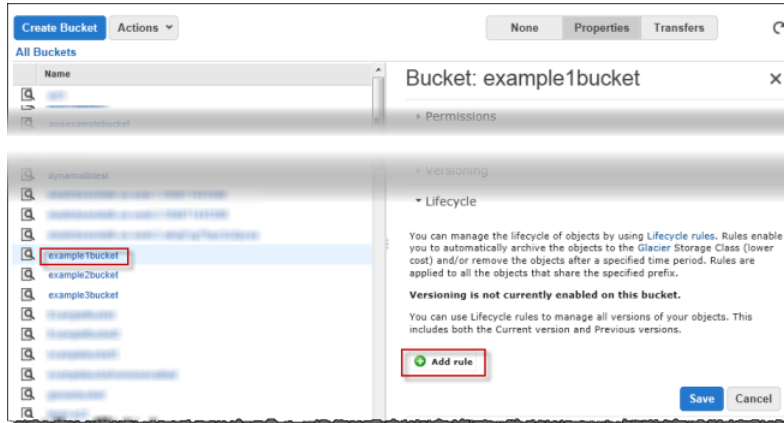 Create Bucket Actions
None Properties Transfers
All Buckets
Name
awsexamplebucket
dynamodbtest
example1bucket
example2bucket
example3bucket
Bucket: example1bucket
Permissions
Versioning
Lifecycle
You can manage the lifecycle of objects by using Lifecycle rules. Rules enable
you to automatically archive the objects to the Glacier Storage Class (lower
cost) and/or remove the objects after a specified time period. Rules are
applied to all the objects that share the specified prefix.
Versioning is not currently enabled on this bucket.
You can use Lifecycle rules to manage all versions of your objects. This
includes both the Current version and Previous versions.
Add rule
Save Cancel